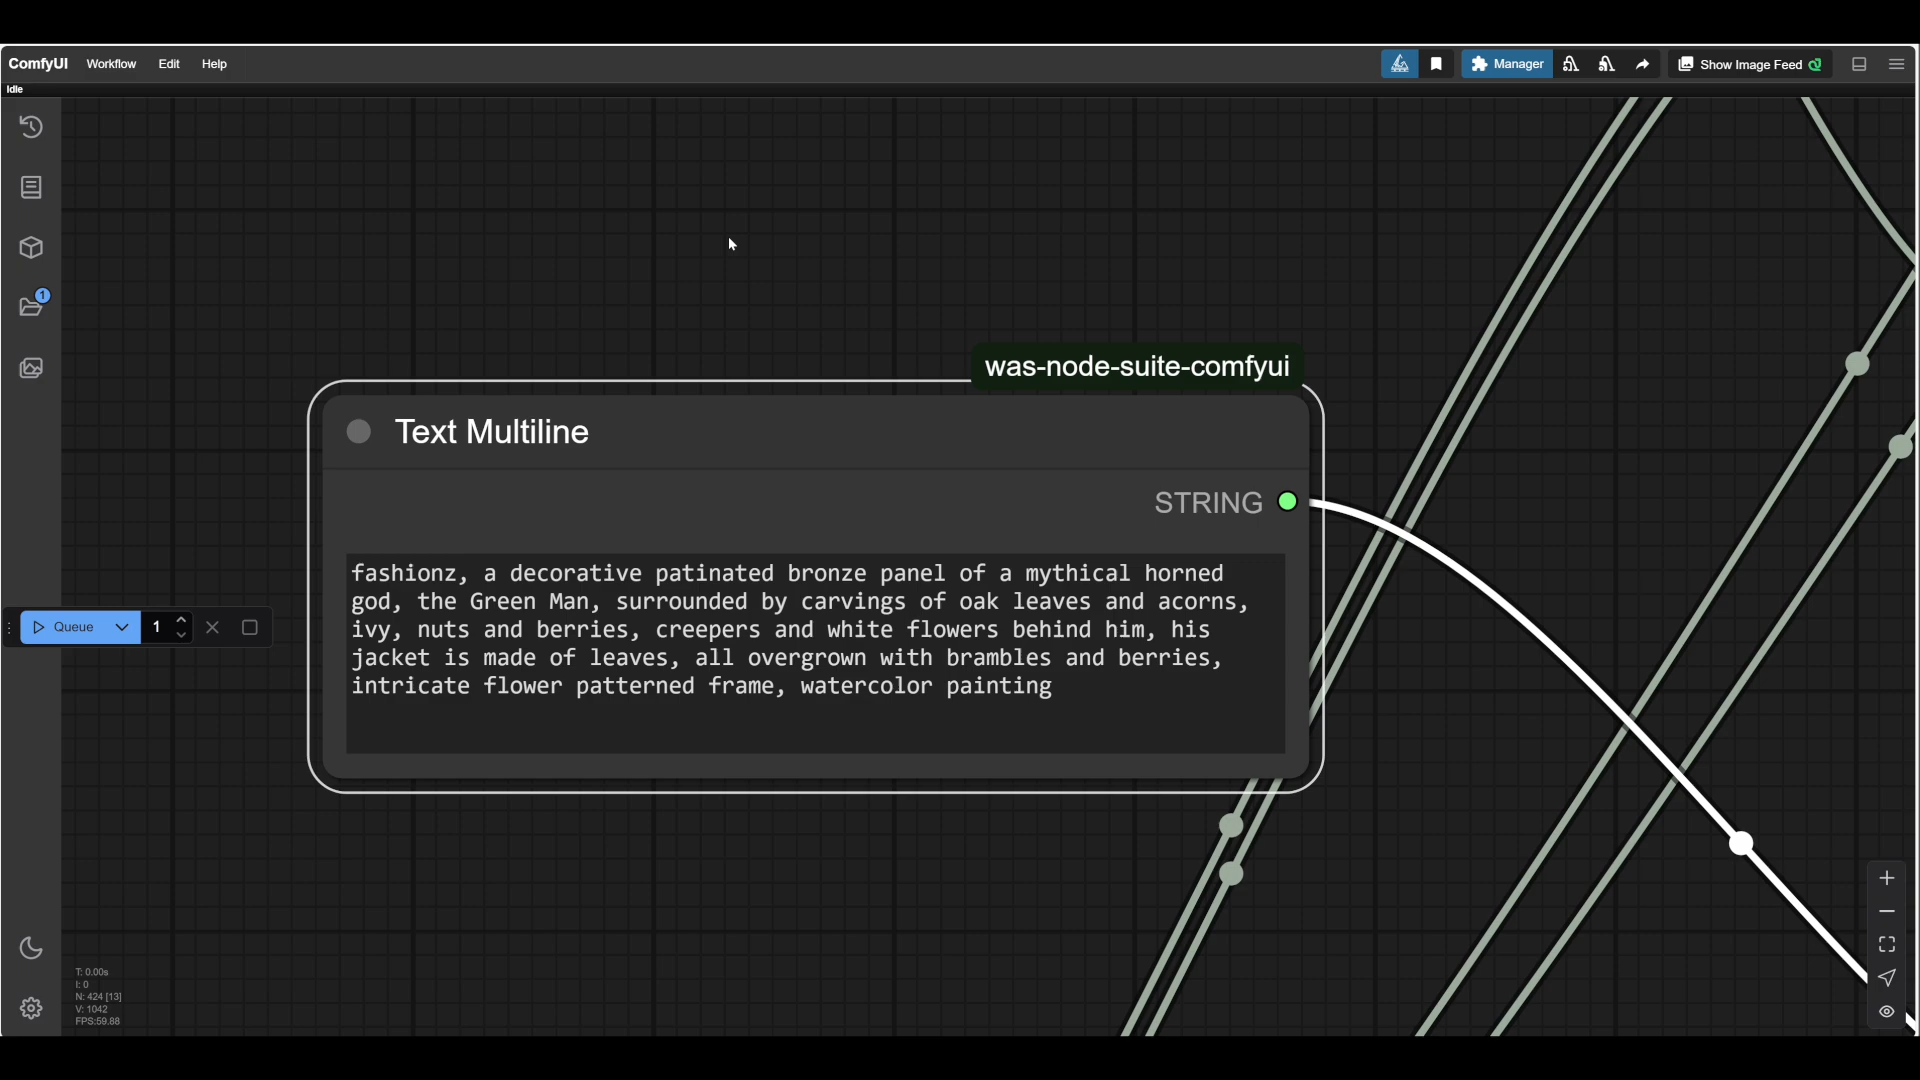 ComfyUI Workflow Edit Help Manager Show Image Feed
Idle
1
was-node-suite-comfyui
Text Multiline
STRING
fashionz, a decorative patinated bronze panel of a mythical horned
god, the Green Man, surrounded by carvings of oak leaves and acorns,
ivy, nuts and berries, creepers and white flowers behind him, his
jacket is made of leaves, all overgrown with brambles and berries,
intricate flower patterned frame, watercolor painting
Queue 1
T: 0.00s
I: 0
N: 424 [13]
V: 1042
FPS:59.88